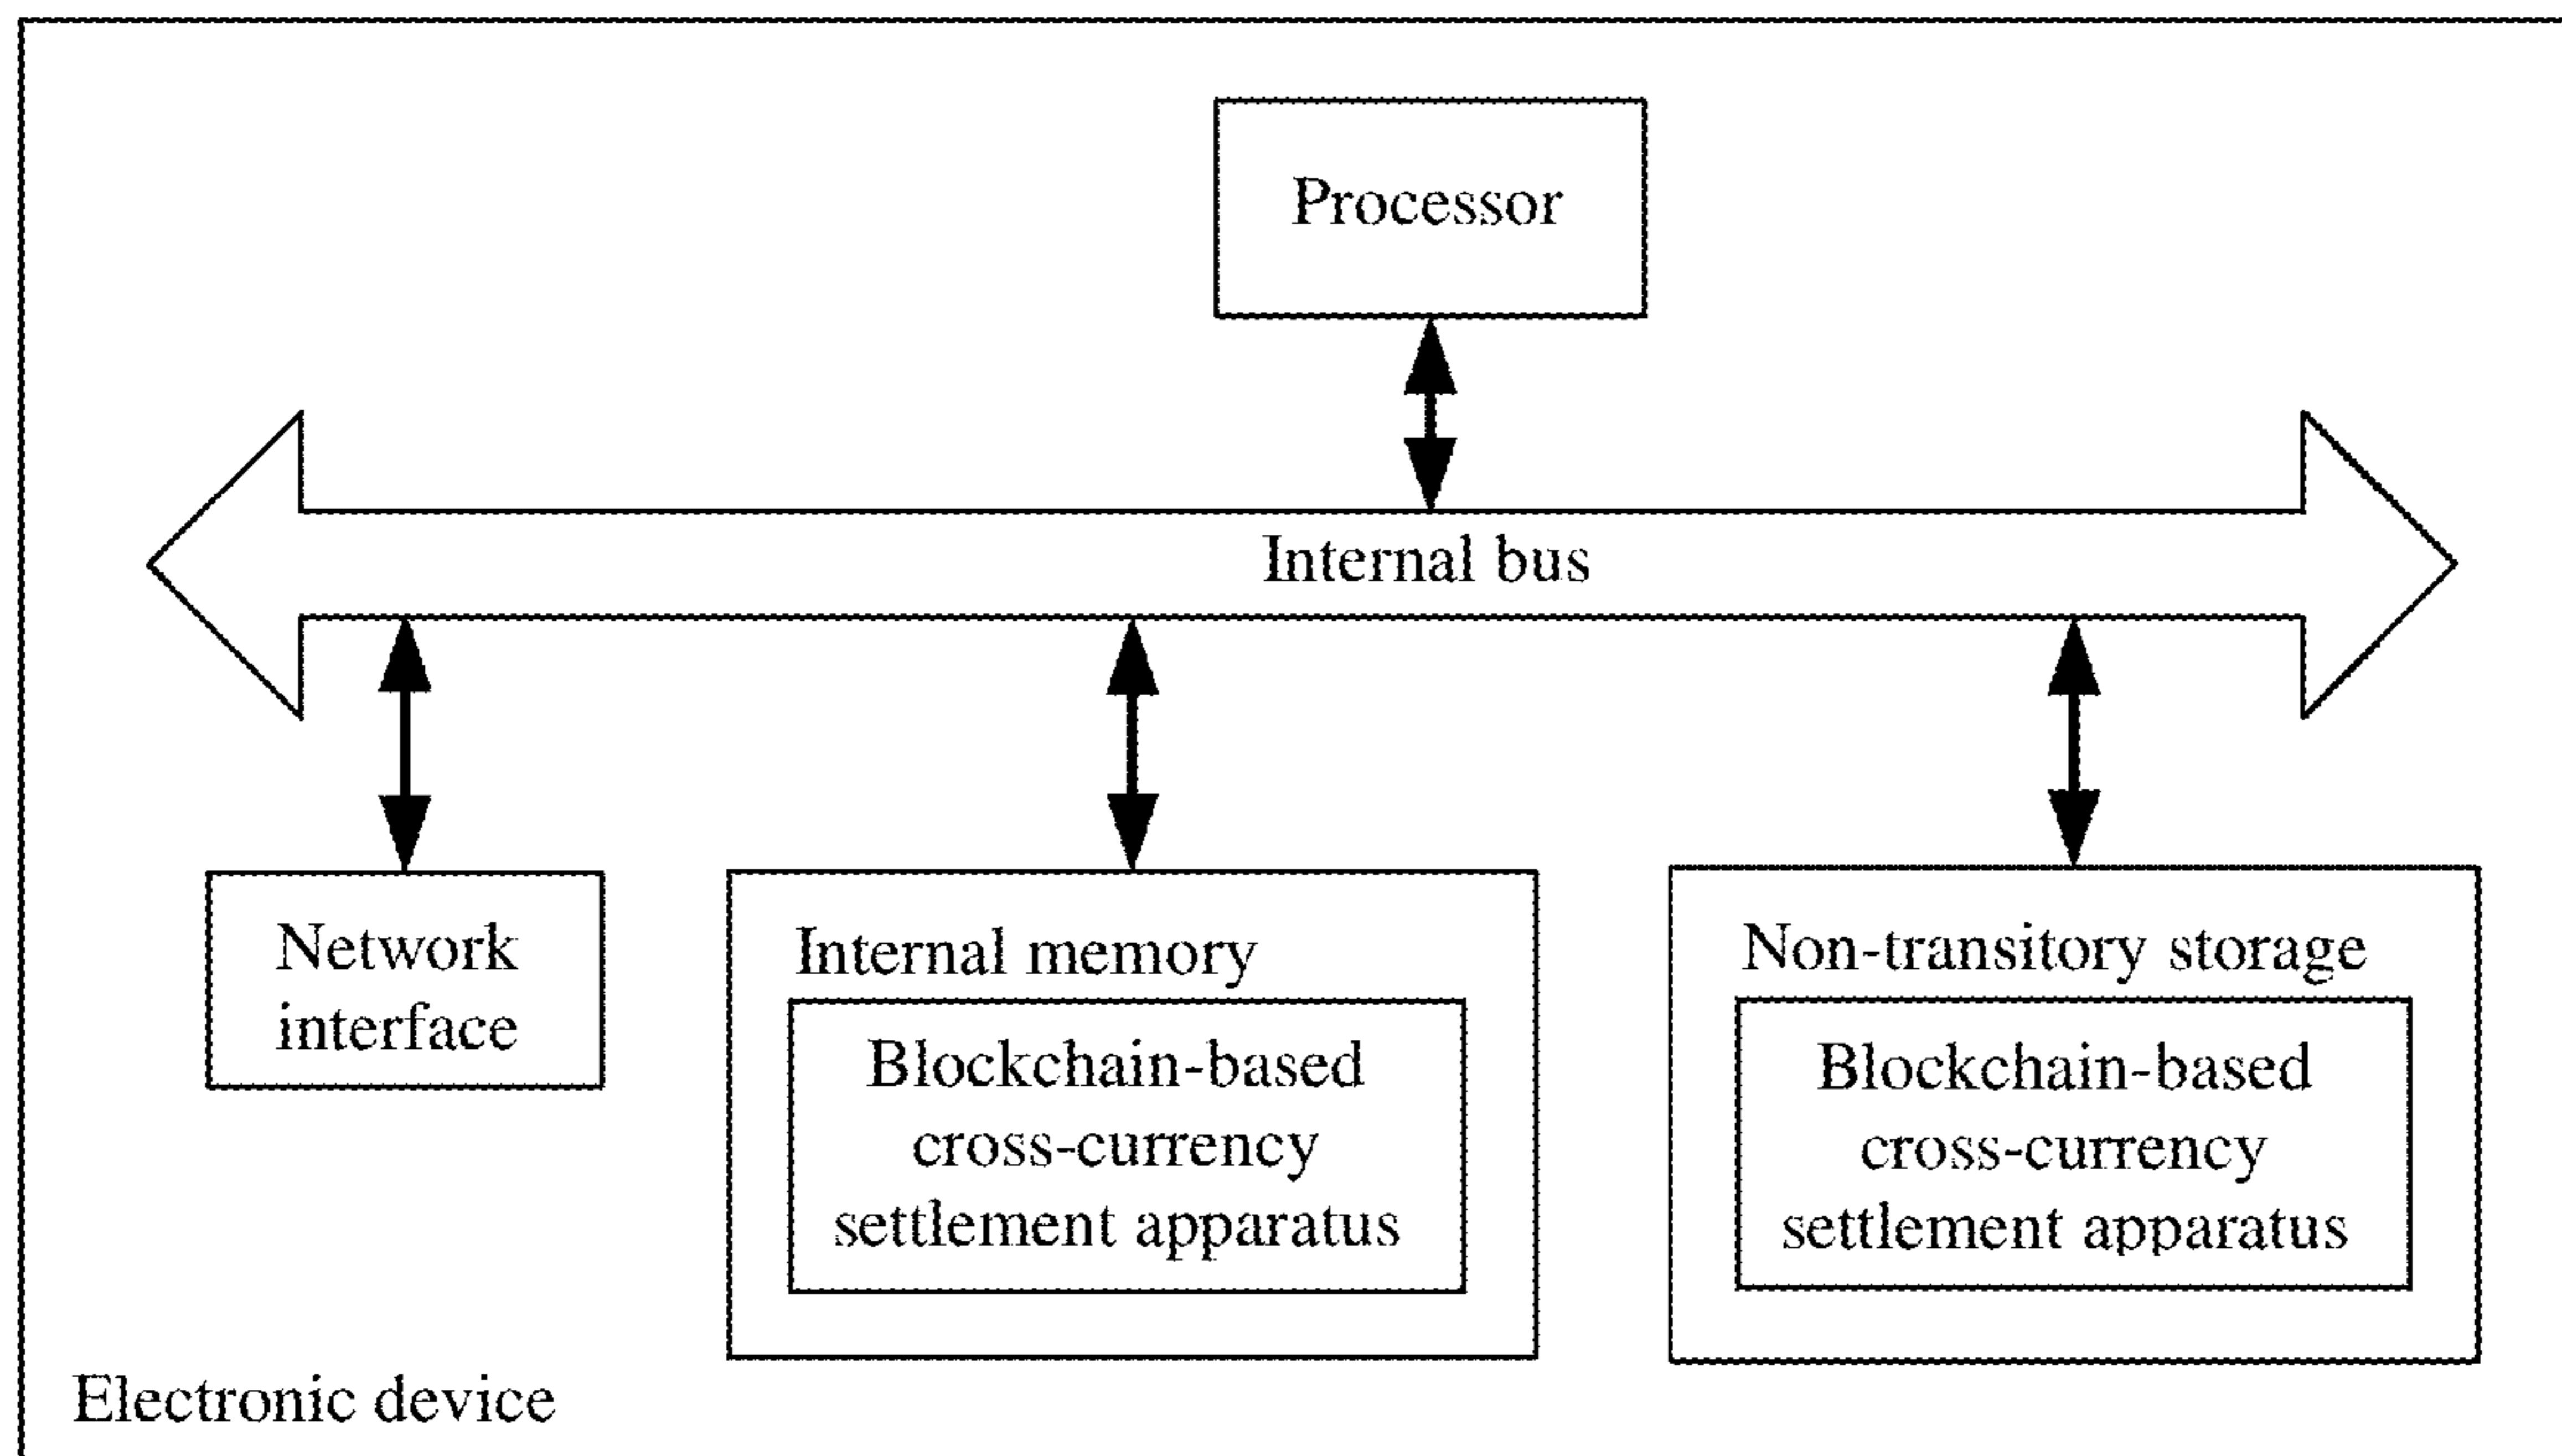 Processor
Internal bus
Network
interface
Internal memory
Blockchain-based
cross-currency
settlement apparatus
Non-transitory storage
Blockchain-based
cross-currency
settlement apparatus
Electronic device